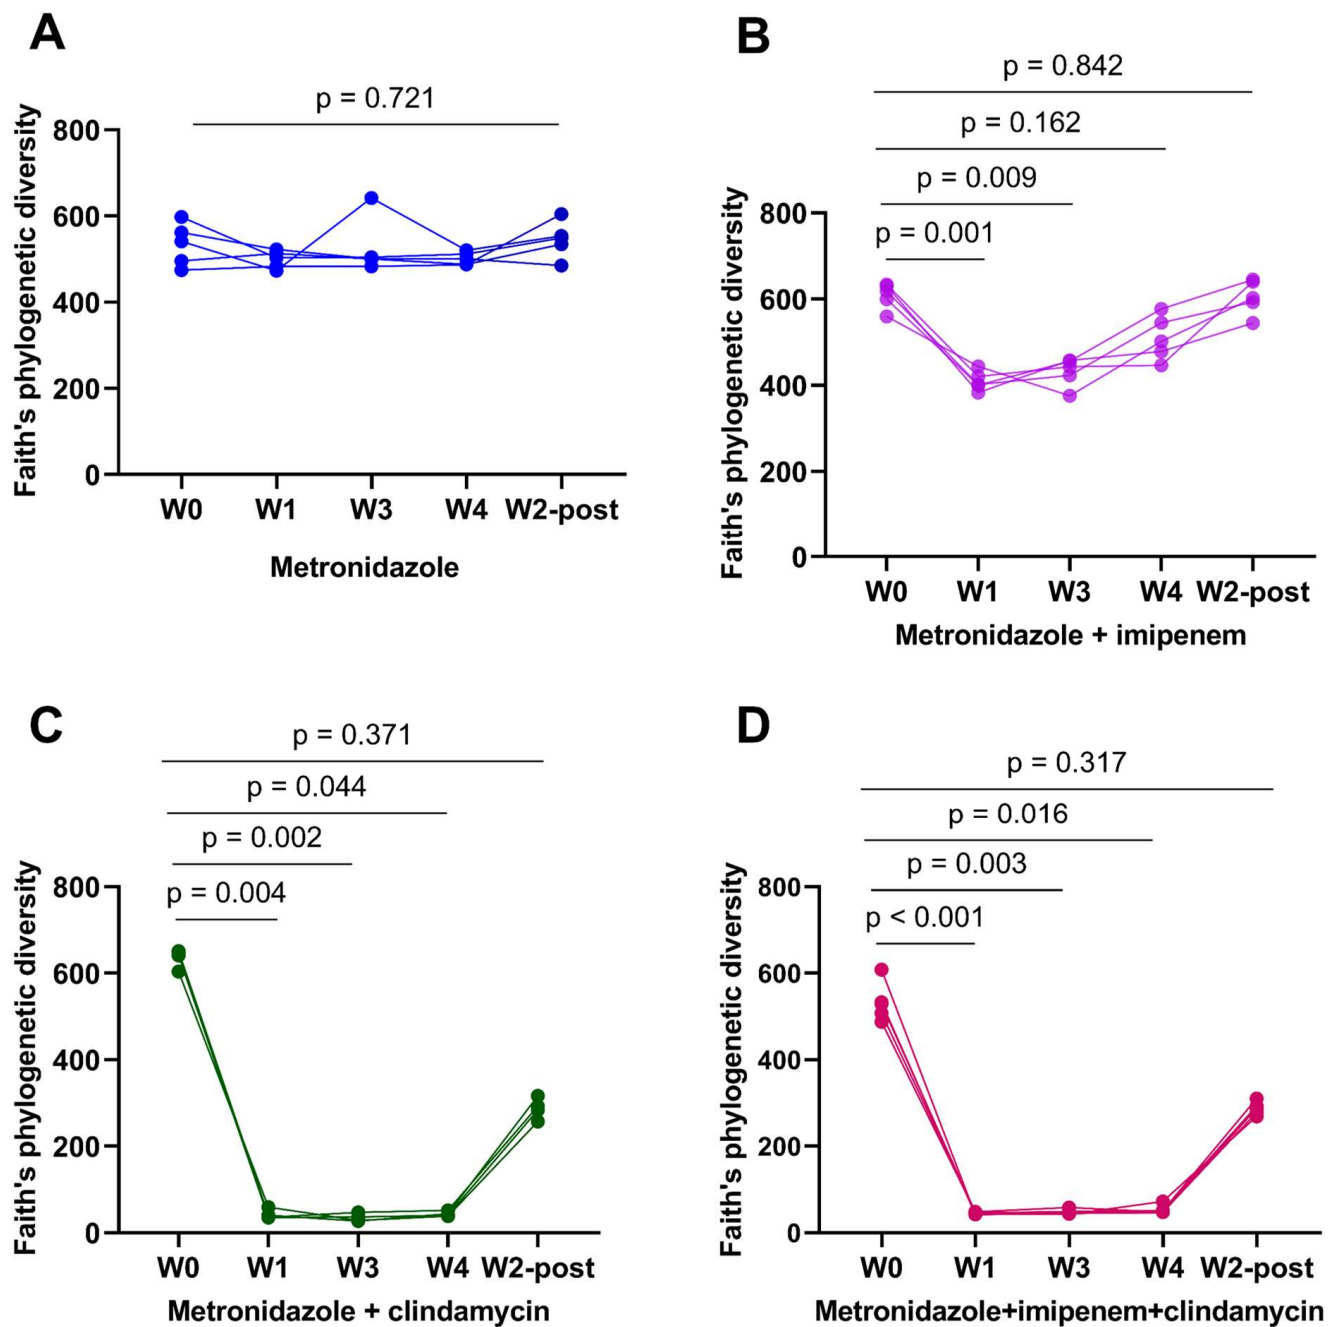 A
p = 0.721
Faith's phylogenetic diversity
800
600
400
200
0
W0 W1 W3 W4 W2-post
Metronidazole
B
p = 0.842
p = 0.162
p = 0.009
p = 0.001
Faith's phylogenetic diversity
800
600
400
200
0
W0 W1 W3 W4 W2-post
Metronidazole + imipenem
C
p = 0.371
p = 0.044
p = 0.002
p = 0.004
Faith's phylogenetic diversity
800
600
400
200
0
W0 W1 W3 W4 W2-post
Metronidazole + clindamycin
D
p = 0.317
p = 0.016
p = 0.003
p < 0.001
Faith's phylogenetic diversity
800
600
400
200
0
W0 W1 W3 W4 W2-post
Metronidazole+imipenem+clindamycin